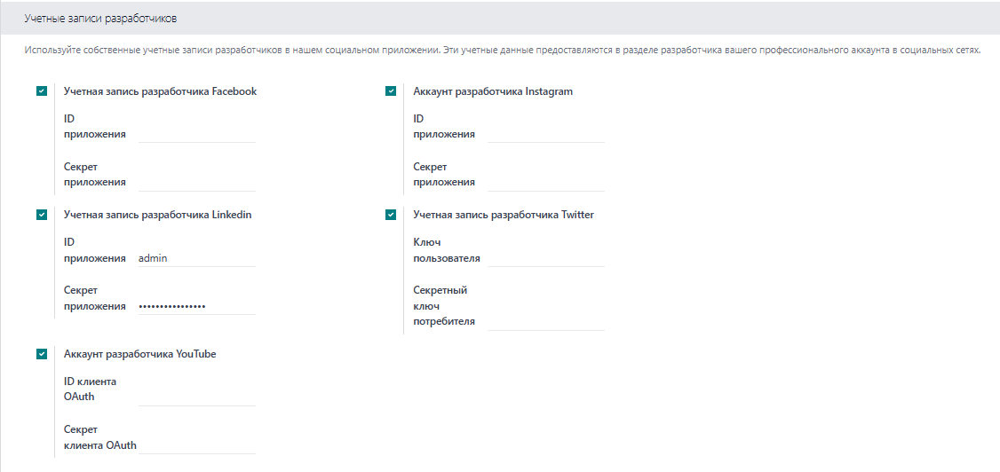 Учетные записи разработчиков
Используйте собственные учетные записи разработчиков в нашем социальном приложении. Эти учетные данные предоставляются в разделе разработчика вашего профессионального аккаунта в социальных сетях.
Учетная запись разработчика Facebook
ID
приложения
Секрет
приложения
Аккаунт разработчика Instagram
ID
приложения
Секрет
приложения
Учетная запись разработчика Linkedin
ID
приложения admin
Секрет
приложения ••••••••••••••••
Учетная запись разработчика Twitter
Ключ
пользователя
Секретный
ключ
потребителя
Аккаунт разработчика YouTube
ID клиента
OAuth
Секрет
клиента OAuth